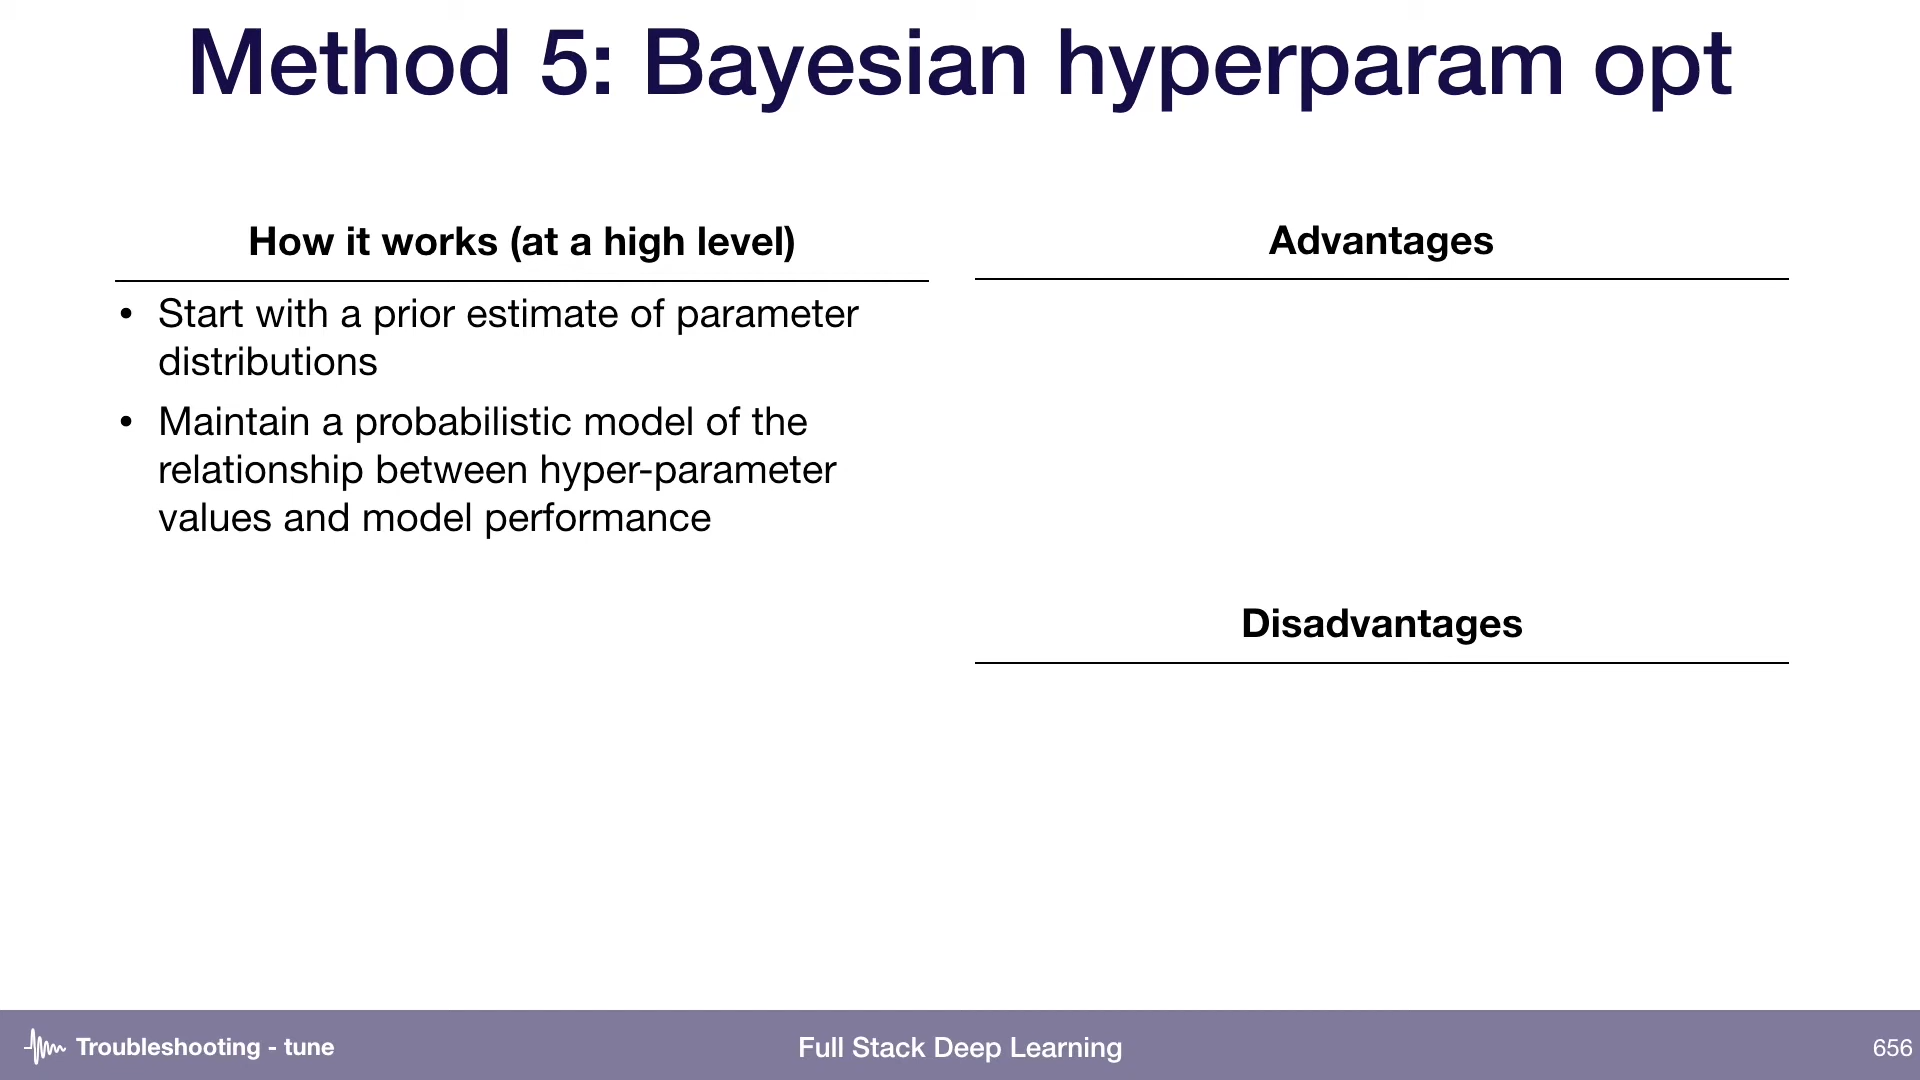 Method 5: Bayesian hyperparam opt
How it works (at a high level)
• Start with a prior estimate of parameter
distributions
• Maintain a probabilistic model of the
relationship between hyper-parameter
values and model performance
Advantages
Disadvantages
Troubleshooting - tune
Full Stack Deep Learning
656